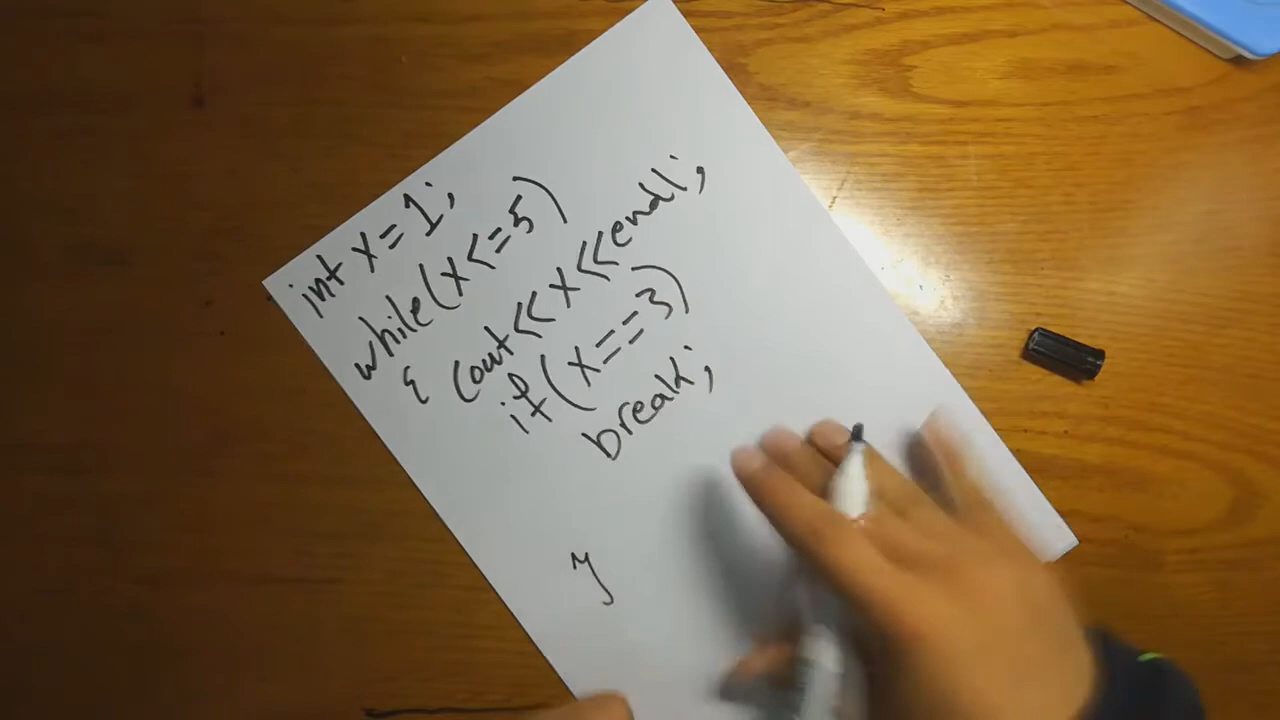 int x=1;
while(x<=5)
{ cout<<x<<endl;
if(x==3)
break;
}